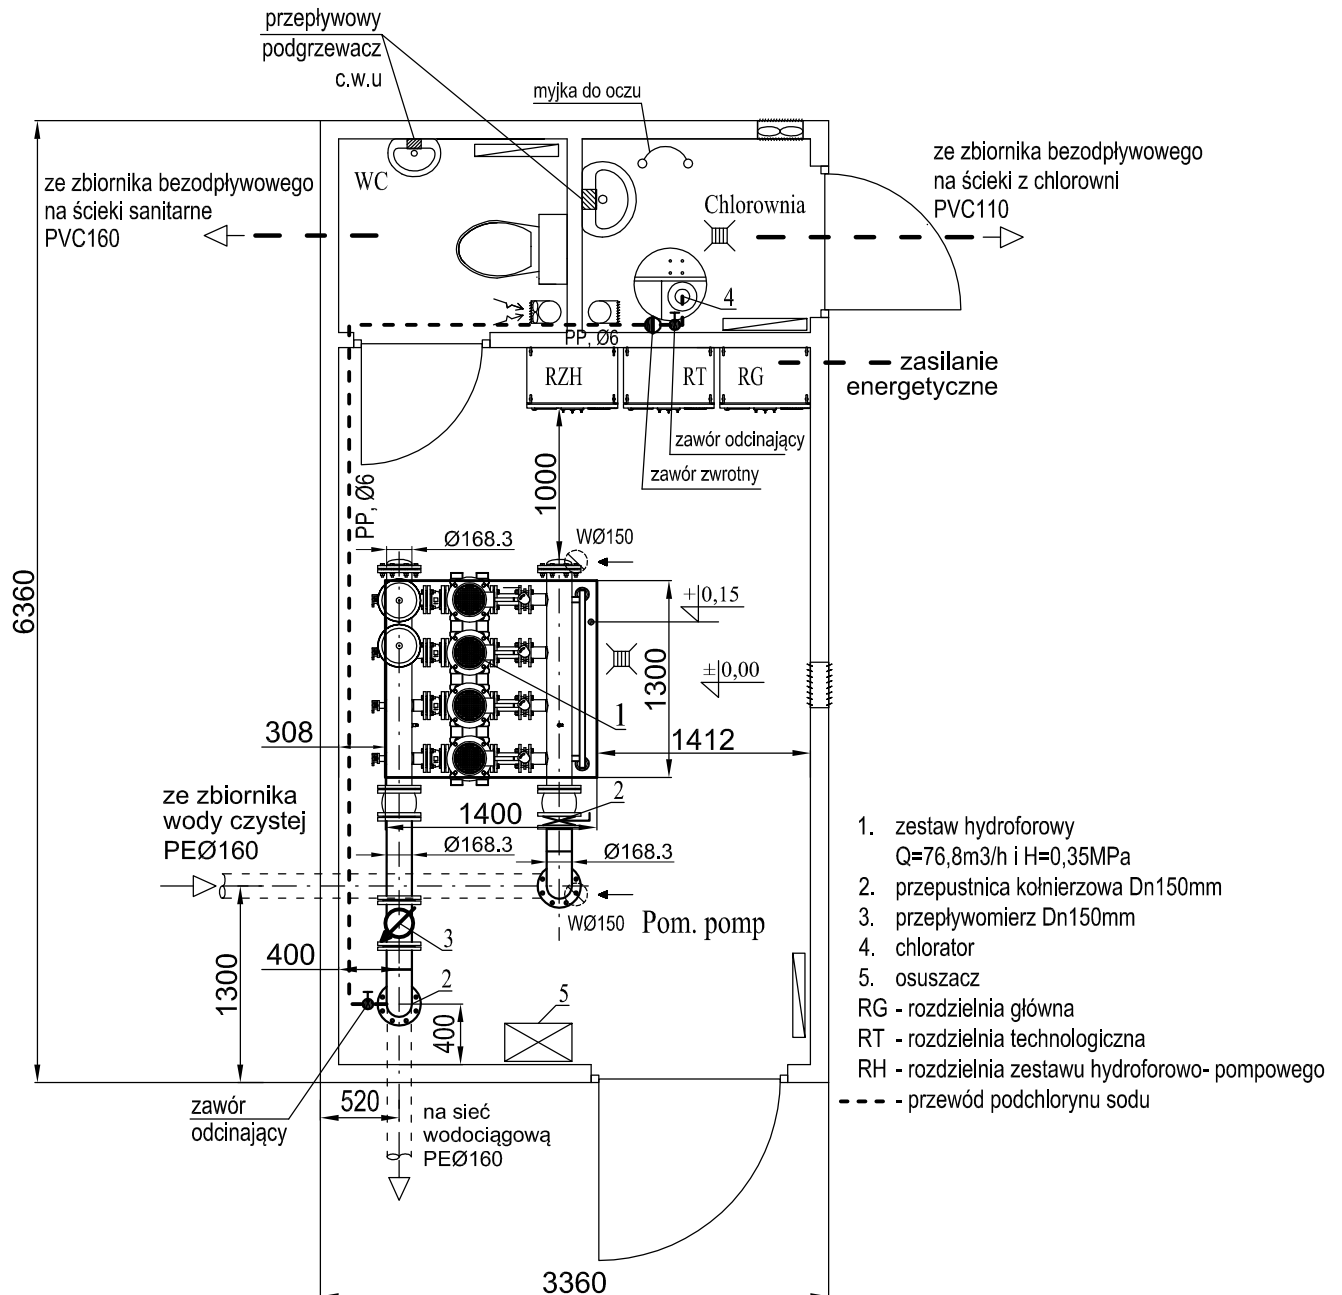 przepływowy
podgrzewacz
c.w.u
myjka do oczu
ze zbiornika bezodpływowego
na ścieki sanitarne
PVC160
WC
Chlorownia
ze zbiornika bezodpływowego
na ścieki z chlorowni
PVC110
4
PP, Ø6
RZH
RT
RG
zasilanie
energetyczne
zawór odcinający
zawór zwrotny
1000
PP, Ø6
Ø168.3
WØ150
+0,15
±0,00
1300
1
6360
308
1412
2
1400
ze zbiornika
wody czystej
PEØ160
Ø168.3
Ø168.3
WØ150
Pom. pomp
3
400
1300
2
400
5
1. zestaw hydroforowy
Q=76,8m3/h i H=0,35MPa
2. przepustnica kołnierzowa Dn150mm
3. przepływomierz Dn150mm
4. chlorator
5. osuszacz
RG - rozdzielnia główna
RT - rozdzielnia technologiczna
RH - rozdzielnia zestawu hydroforowo- pompowego
- przewód podchlorynu sodu
zawór
odcinający
520
na sieć
wodociągową
PEØ160
3360